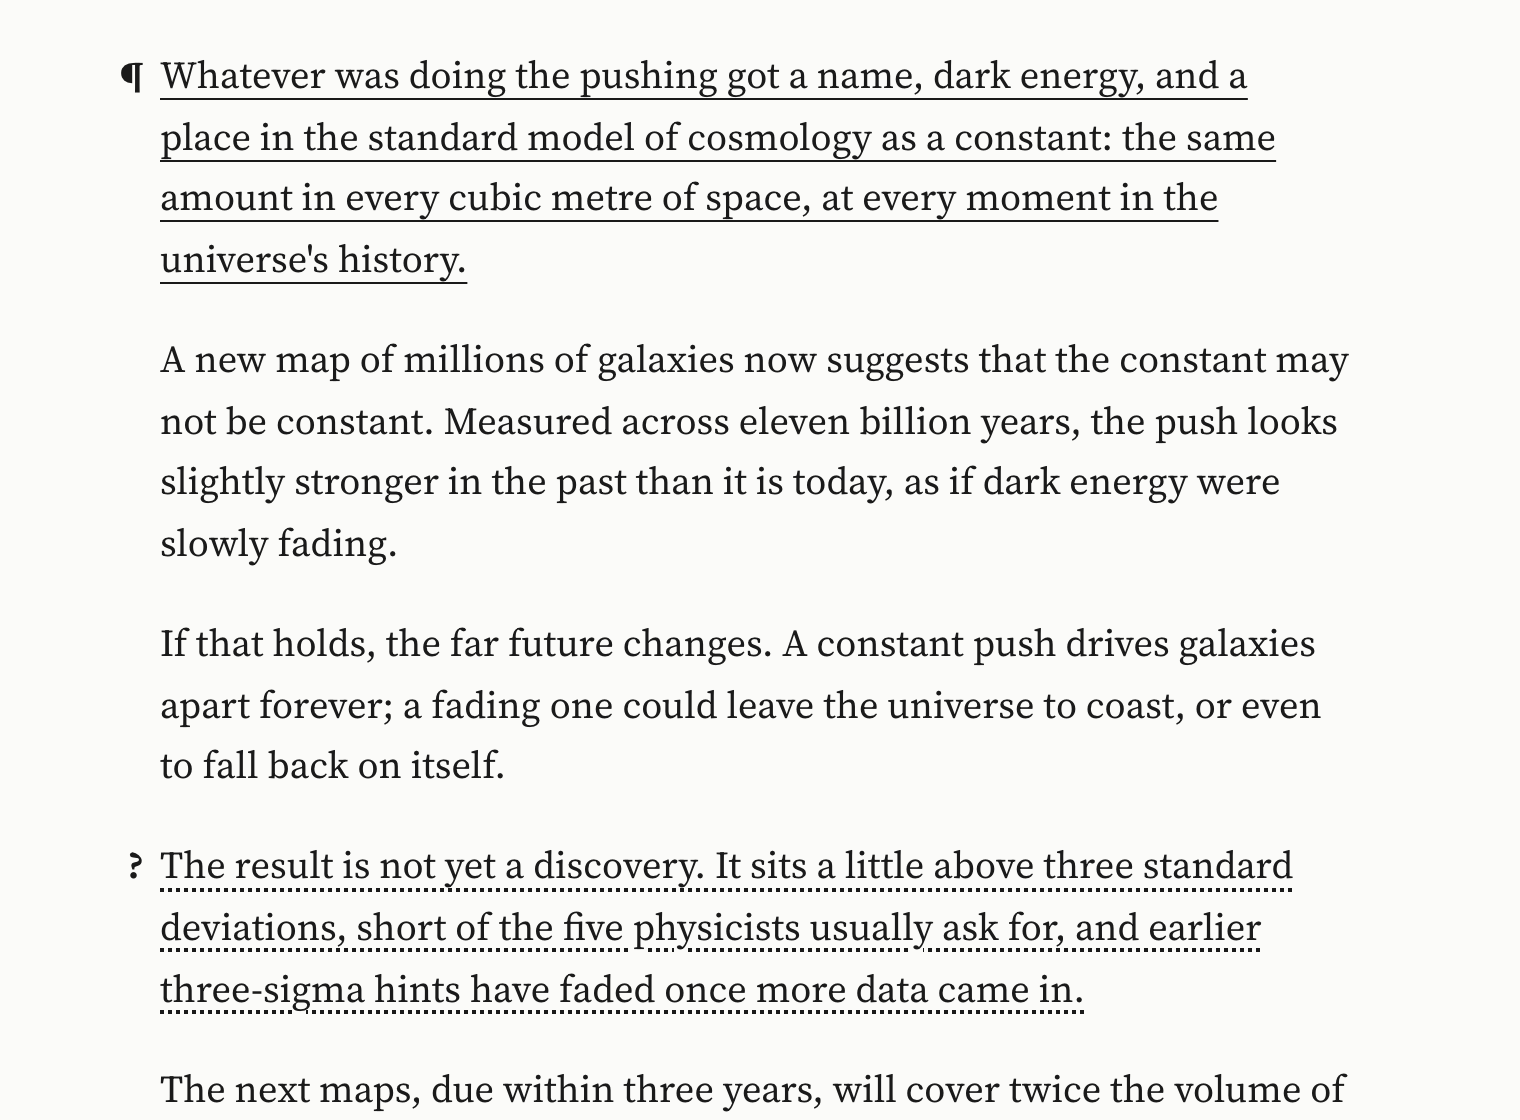 ¶ Whatever was doing the pushing got a name, dark energy, and a
place in the standard model of cosmology as a constant: the same
amount in every cubic metre of space, at every moment in the
universe's history.
A new map of millions of galaxies now suggests that the constant may
not be constant. Measured across eleven billion years, the push looks
slightly stronger in the past than it is today, as if dark energy were
slowly fading.
If that holds, the far future changes. A constant push drives galaxies
apart forever; a fading one could leave the universe to coast, or even
to fall back on itself.
? The result is not yet a discovery. It sits a little above three standard
deviations, short of the five physicists usually ask for, and earlier
three-sigma hints have faded once more data came in.
The next maps, due within three years, will cover twice the volume of